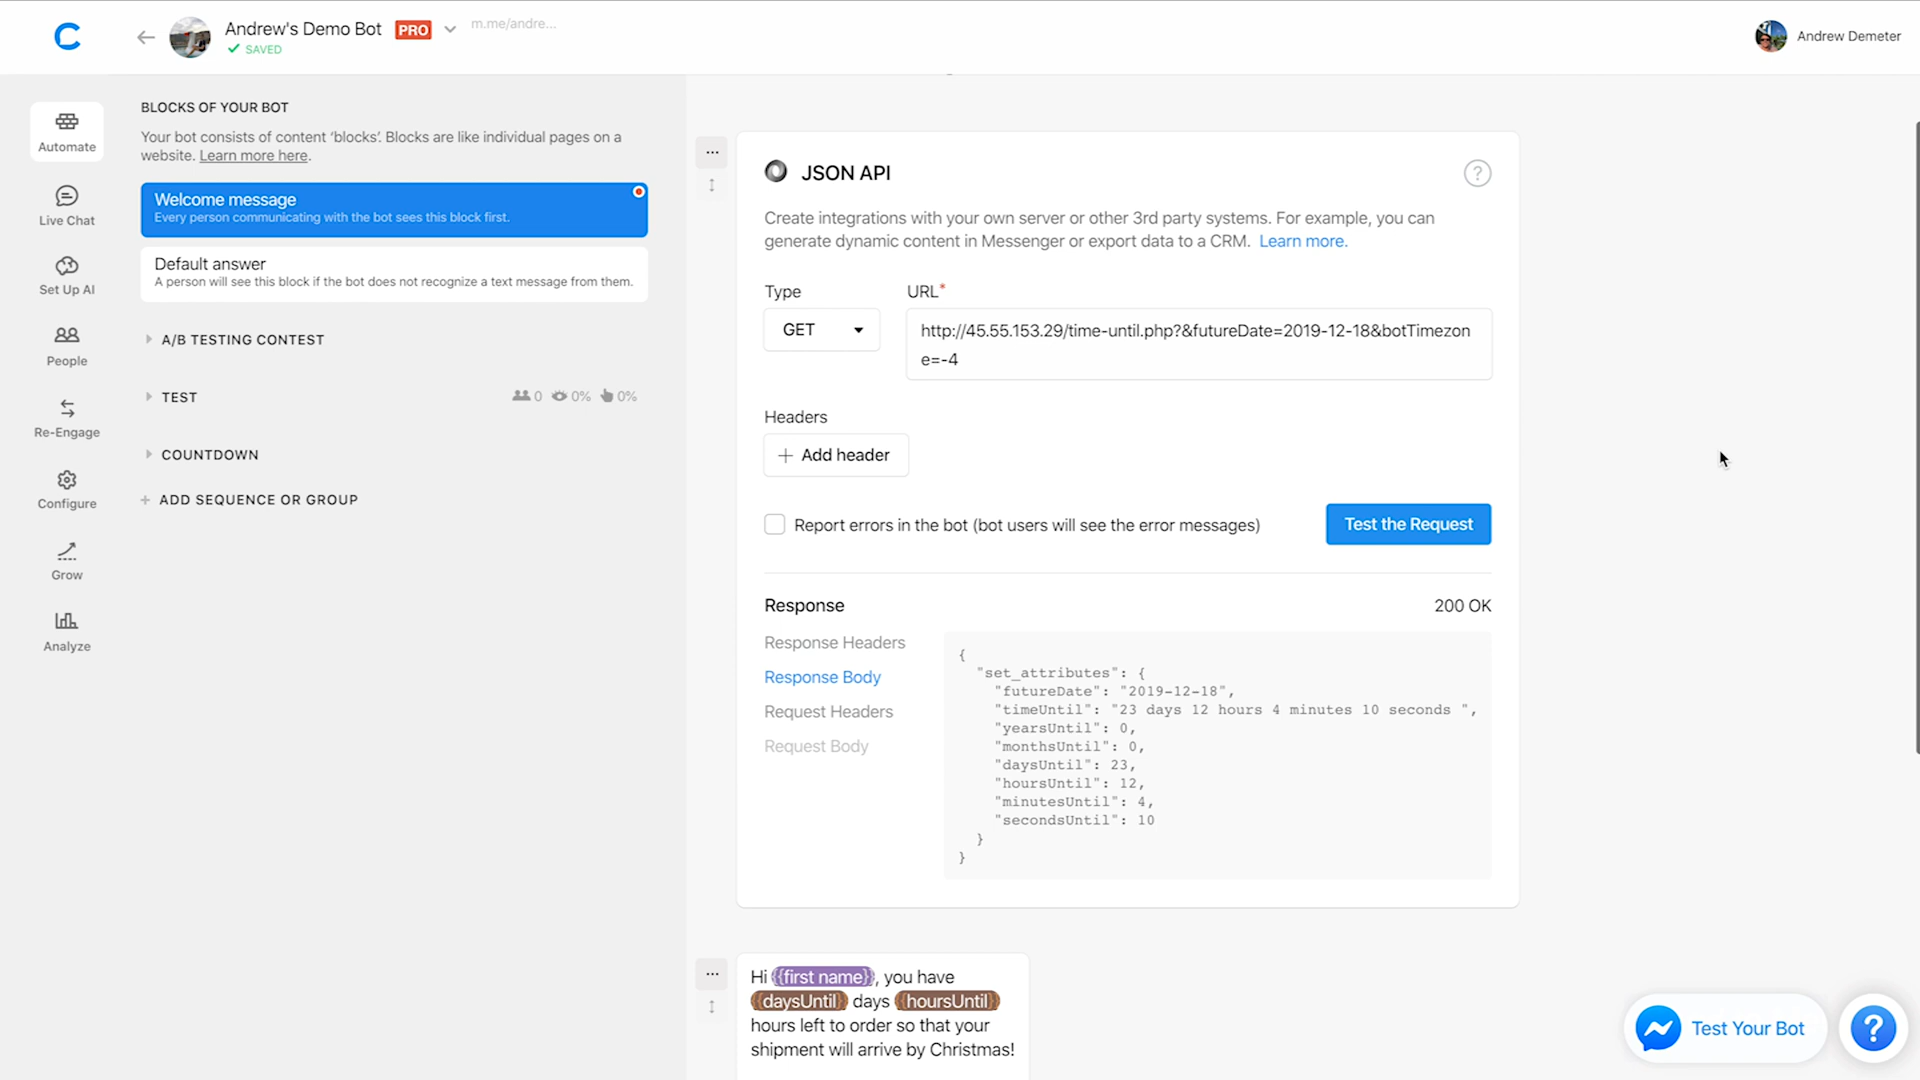 Andrew's Demo Bot PRO
m.me/andre...
SAVED
Andrew Demeter
Automate
Live Chat
Set Up AI
People
Re-Engage
Configure
Grow
Analyze
BLOCKS OF YOUR BOT
Your bot consists of content ‘blocks’. Blocks are like individual pages on a
website. Learn more here.
Welcome message
Every person communicating with the bot sees this block first.
Default answer
A person will see this block if the bot does not recognize a text message from them.
A/B TESTING CONTEST
TEST 0 0% 0%
COUNTDOWN
+ ADD SEQUENCE OR GROUP
JSON API
?
Create integrations with your own server or other 3rd party systems. For example, you can
generate dynamic content in Messenger or export data to a CRM. Learn more.
Type
URL*
GET
http://45.55.153.29/time-until.php?&futureDate=2019-12-18&botTimezon
e=-4
Headers
+ Add header
Report errors in the bot (bot users will see the error messages)
Test the Request
Response
200 OK
Response Headers
Response Body
Request Headers
Request Body
{
"set_attributes": {
"futureDate": "2019-12-18",
"timeUntil": "23 days 12 hours 4 minutes 10 seconds ",
"yearsUntil": 0,
"monthsUntil": 0,
"daysUntil": 23,
"hoursUntil": 12,
"minutesUntil": 4,
"secondsUntil": 10
}
}
Hi {{first name}}, you have
{{daysUntil}} days {{hoursUntil}}
hours left to order so that your
shipment will arrive by Christmas!
Test Your Bot
?